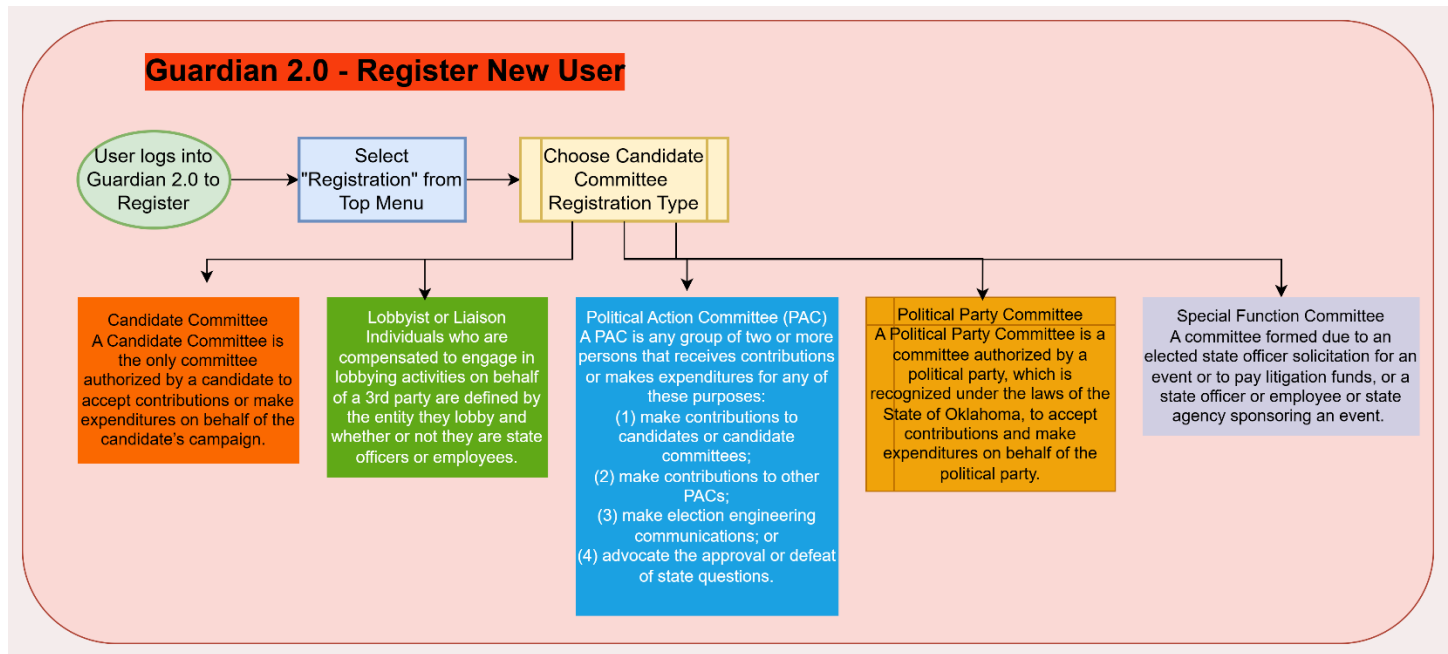 Guardian 2.0 - Register New User
User logs into
Guardian 2.0 to
Register
Select
"Registration" from
Top Menu
Choose Candidate
Committee
Registration Type
Candidate Committee
A Candidate Committee is
the only committee
authorized by a candidate to
accept contributions or make
expenditures on behalf of the
candidate's campaign.
Lobbyist or Liaison
Individuals who are
compensated to engage in
lobbying activities on behalf
of a 3rd party are defined by
the entity they lobby and
whether or not they are state
officers or employees.
Political Action Committee (PAC)
A PAC is any group of two or more
persons that receives contributions
or makes expenditures for any of
these purposes:
(1) make contributions to
candidates or candidate
committees;
(2) make contributions to other
PACs;
(3) make election engineering
communications; or
(4) advocate the approval or defeat
of state questions.
Political Party Committee
A Political Party Committee is a
committee authorized by a
political party, which is
recognized under the laws of the
State of Oklahoma, to accept
contributions and make
expenditures on behalf of the
political party.
Special Function Committee
A committee formed due to an
elected state officer solicitation for an
event or to pay litigation funds, or a
state officer or employee or state
agency sponsoring an event.